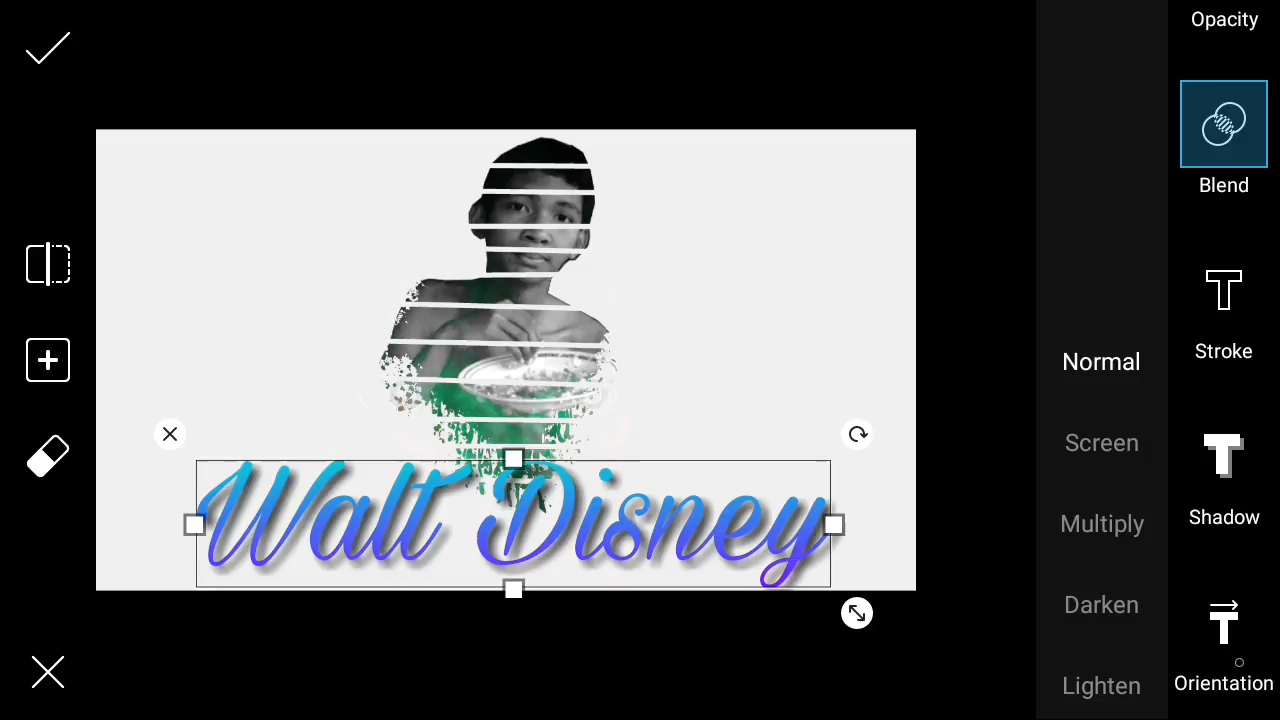 Opacity
Blend
Stroke
Shadow
Orientation
Normal
Screen
Multiply
Darken
Lighten
Walt Disney